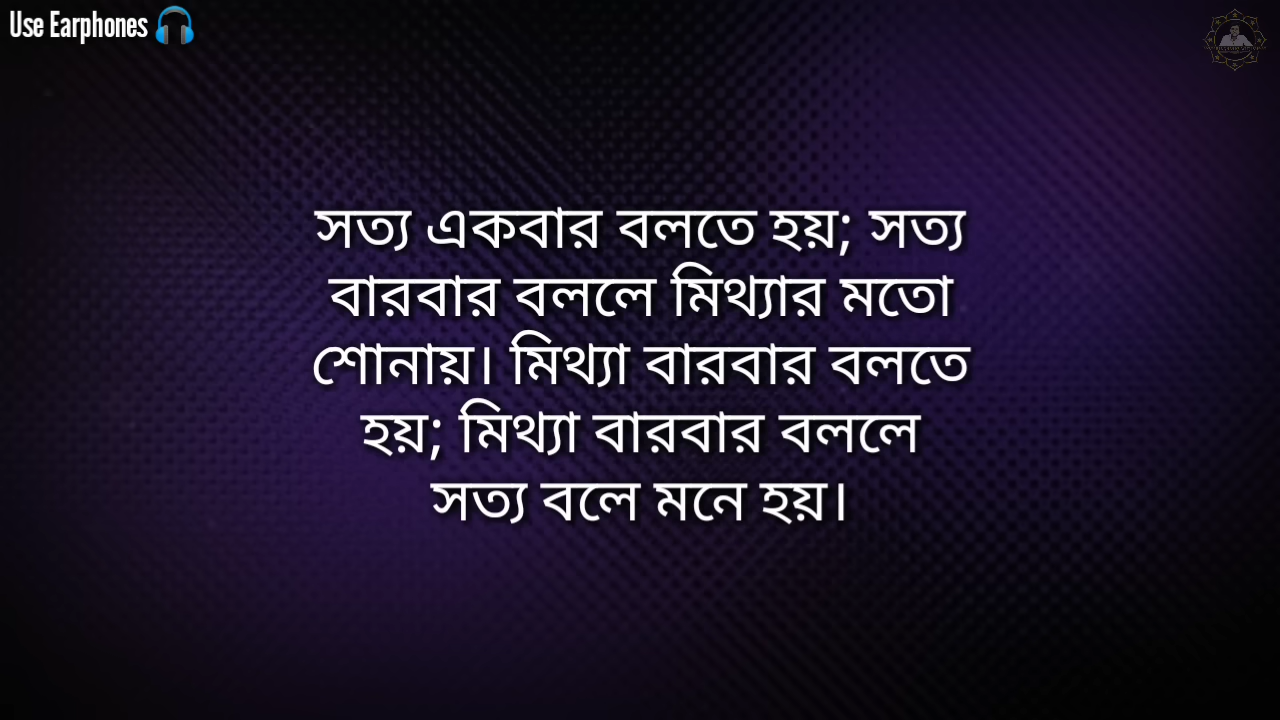 Use Earphones 🎧
সত্য একবার বলতে হয়; সত্য
বারবার বললে মিথ্যার মতো
শোনায়। মিথ্যা বারবার বলতে
হয়; মিথ্যা বারবার বললে
সত্য বলে মনে হয়।